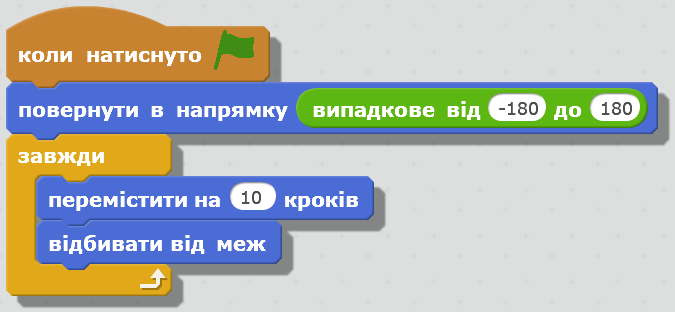 коли натиснуто
повернути в напрямку випадкове від -180 до 180
завжди
перемістити на 10 кроків
відбивати від меж